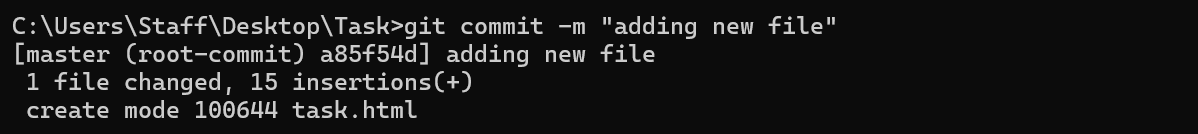 C:\Users\Staff\Desktop\Task>git commit -m "adding new file"
[master (root-commit) a85f54d] adding new file
 1 file changed, 15 insertions(+)
 create mode 100644 task.html